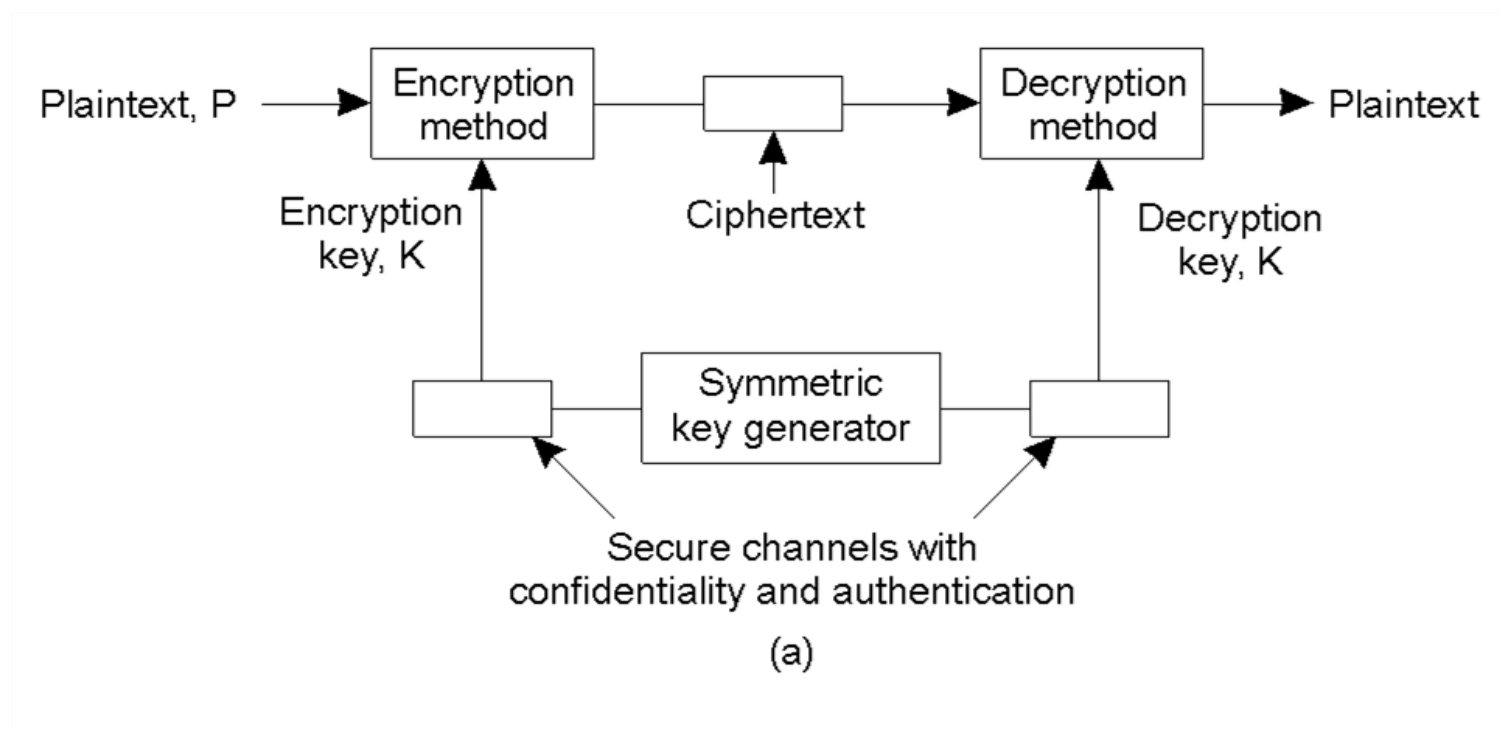 Plaintext, P
Encryption
method
Decryption
method
Plaintext
Encryption
key, K
Ciphertext
Decryption
key, K
Symmetric
key generator
Secure channels with
confidentiality and authentication
(a)